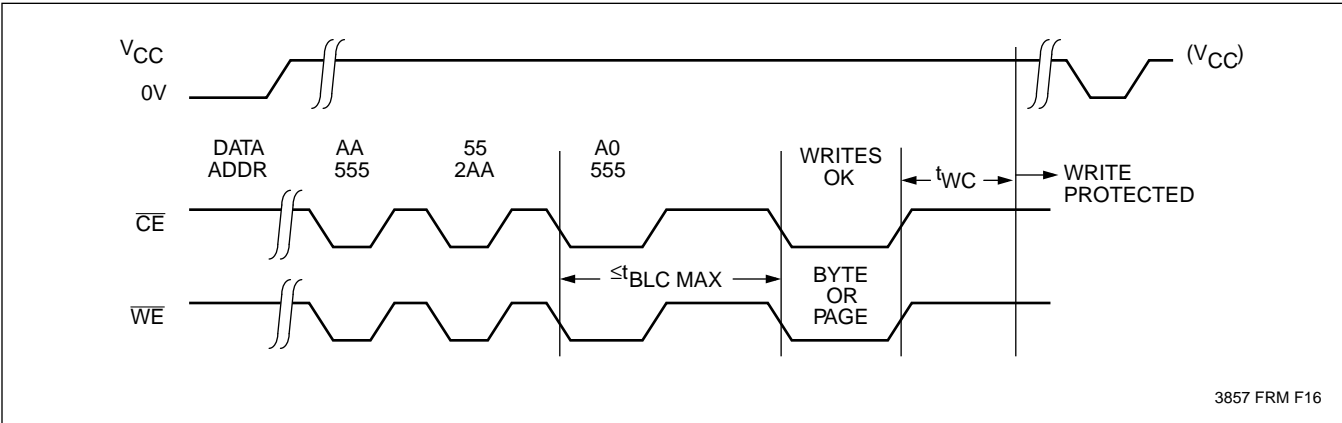 VCC
(VCC)
0V
DATA AA 55 A0 WRITES
ADDR 555 2AA 555 OK
tWC
WRITE
PROTECTED
CE
≤tBLC MAX
BYTE
OR
PAGE
WE
3857 FRM F16